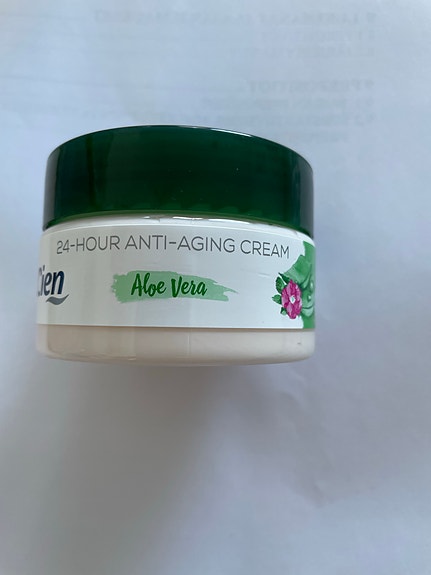 24-HOUR ANTI-AGING CREAM
Cien
Aloe Vera